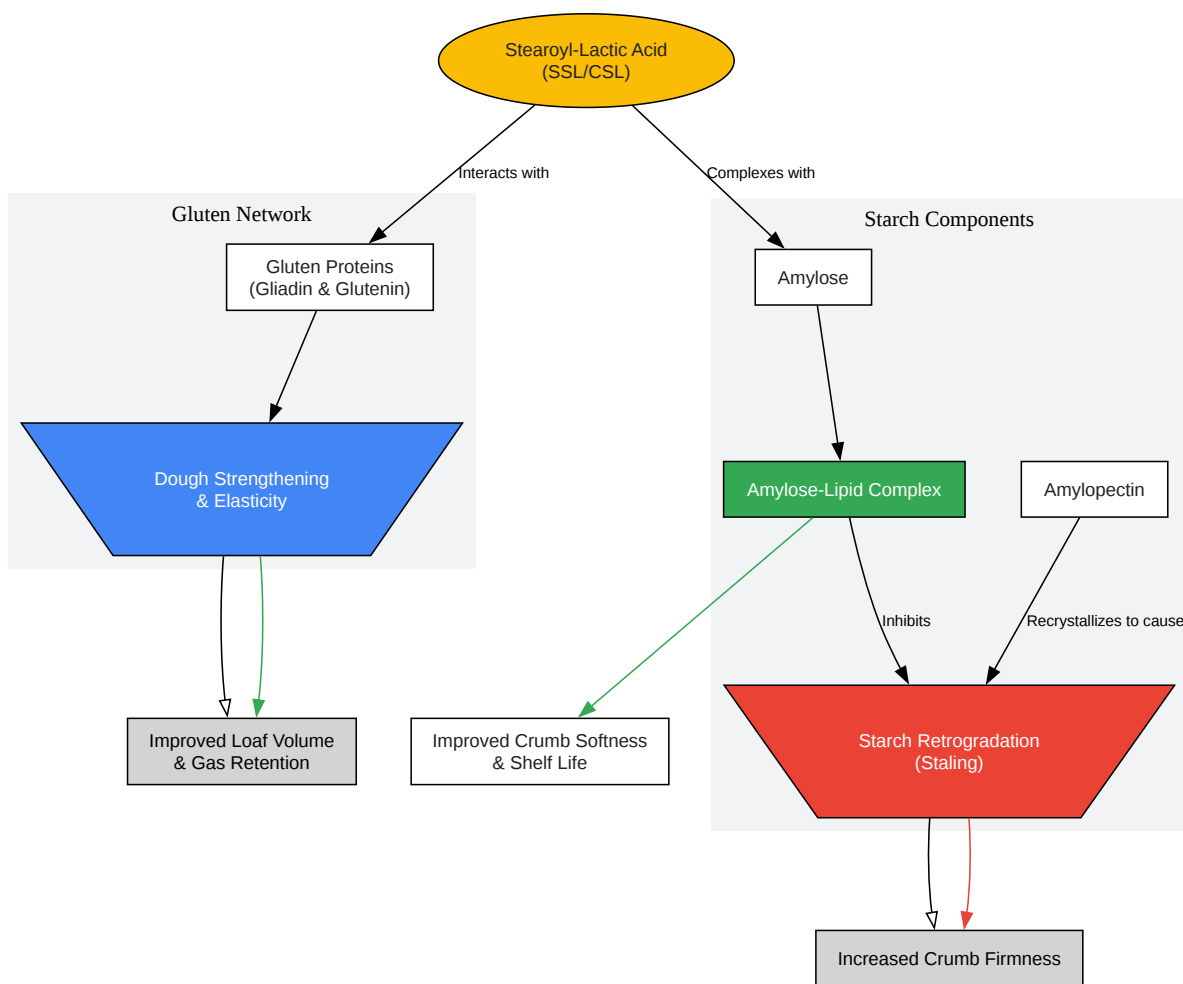 Stearoyl-Lactic Acid
(SSL/CSL)
Interacts with
Complexes with
Gluten Network
Starch Components
Gluten Proteins
(Gliadin & Glutenin)
Amylose
Dough Strengthening
& Elasticity
Amylose-Lipid Complex
Amylopectin
Inhibits
Recrystallizes to cause
Improved Loaf Volume
& Gas Retention
Improved Crumb Softness
& Shelf Life
Starch Retrogradation
(Staling)
Increased Crumb Firmness